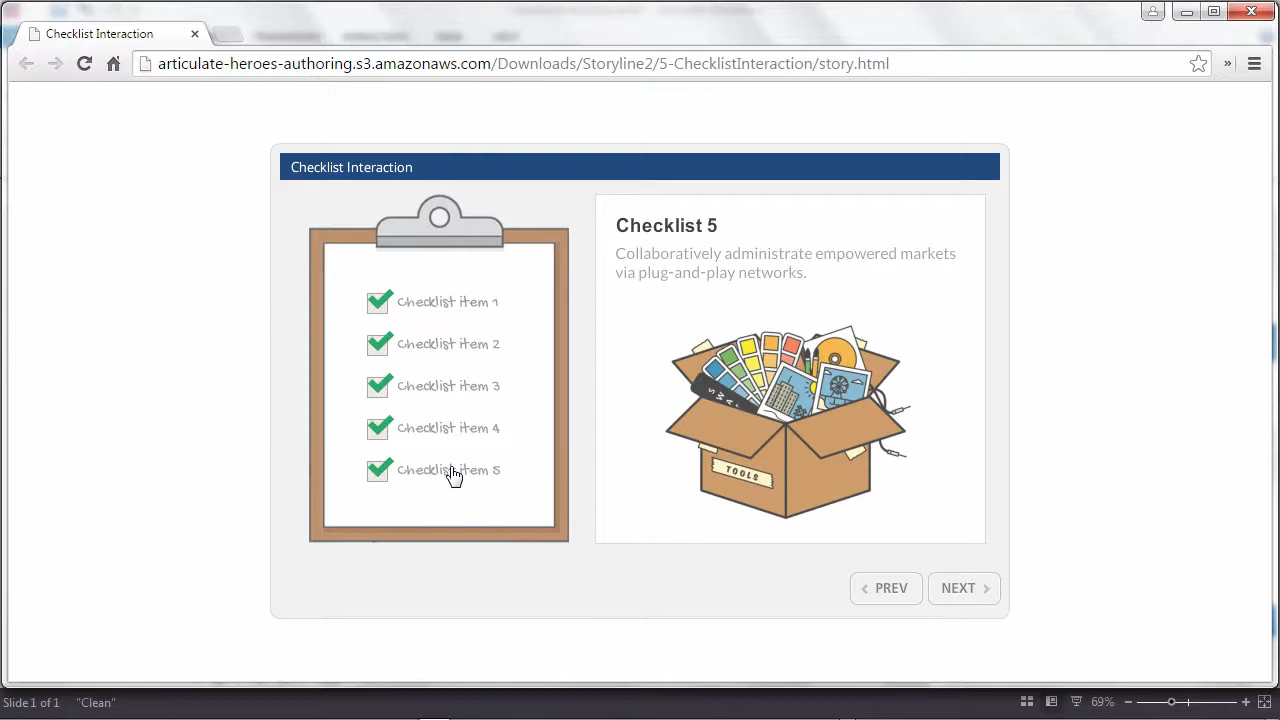 Checklist Interaction
articulate-heroes-authoring.s3.amazonaws.com/Downloads/Storyline2/5-ChecklistInteraction/story.html
»
Checklist Interaction
Checklist item 1
Checklist item 2
Checklist item 3
Checklist item 4
Checklist item 5
Checklist 5
Collaboratively administrate empowered markets
via plug-and-play networks.
SWA
TOOLS
PREV
NEXT
Slide 1 of 1 "Clean" 69%